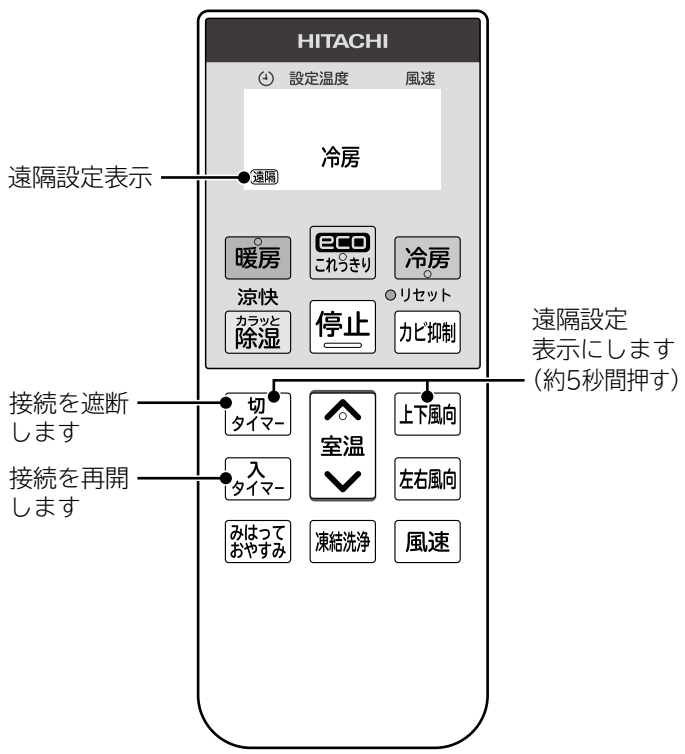 HITACHI
設定温度 風速
冷房
遠隔
遠隔設定表示
暖房
eco
これっきり
冷房
涼快
リセット
カラッと
除湿
停止
カビ抑制
遠隔設定
表示にします
(約5秒間押す)
接続を遮断
します
切
タイマー
室温
上下風向
接続を再開
します
入
タイマー
左右風向
みはって
おやすみ
凍結洗浄
風速